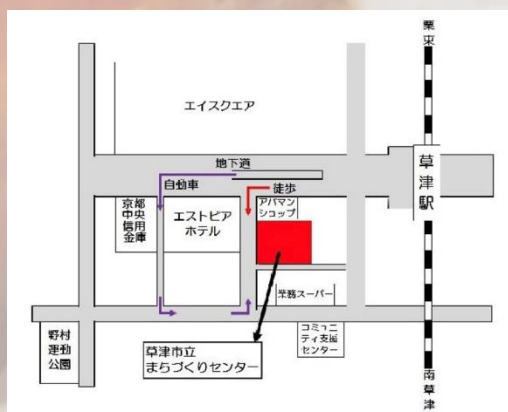 栗東
エイスクエア
地下道
草津駅
自動車
徒歩
京都
中央
信用
金庫
エストピア
ホテル
アパマン
ショップ
業務スーパー
野村
運動
公園
草津市立
まちづくりセンター
コミュニ
ティ支援
センター
南草津